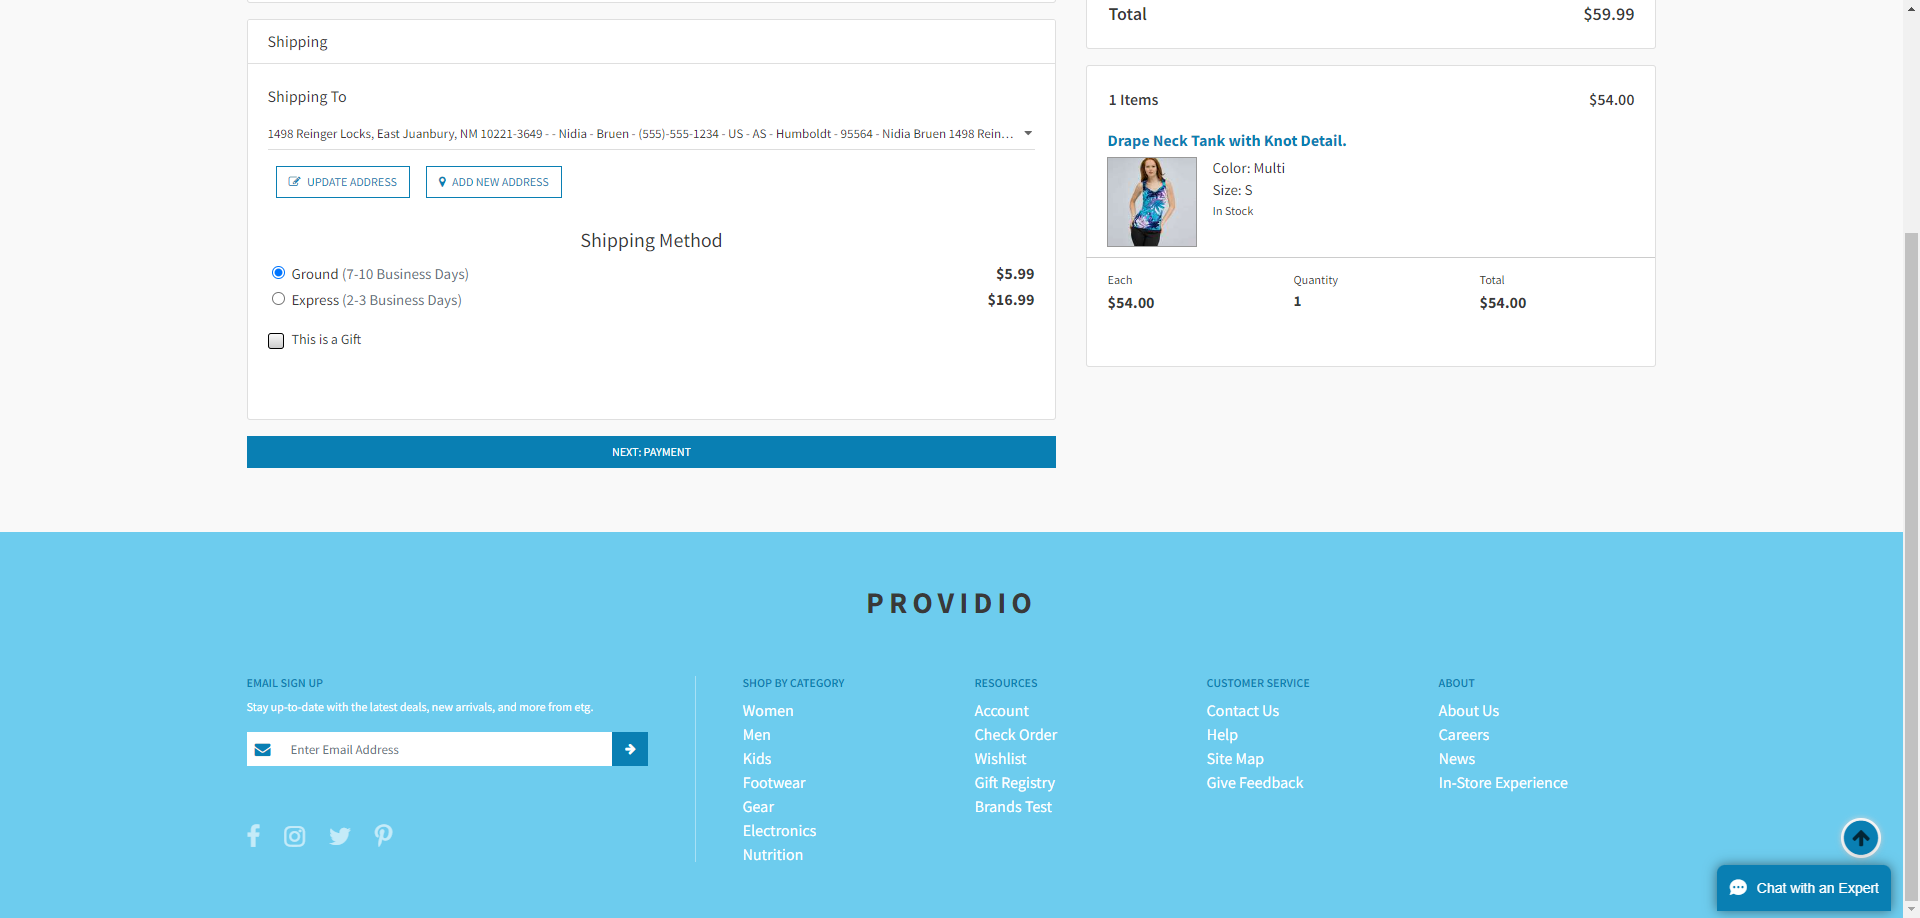 Total $59.99
Shipping
Shipping To
1498 Reinger Locks, East Juanbury, NM 10221-3649 - - Nidia - Bruen - (555)-555-1234 - US - AS - Humboldt - 95564 - Nidia Bruen 1498 Rein...
UPDATE ADDRESS ADD NEW ADDRESS
Shipping Method
Ground (7-10 Business Days) $5.99
Express (2-3 Business Days) $16.99
This is a Gift
NEXT: PAYMENT
1 Items $54.00
Drape Neck Tank with Knot Detail.
Color: Multi
Size: S
In Stock
Each Quantity Total
$54.00 1 $54.00
PROVIDIO
EMAIL SIGN UP
Stay up-to-date with the latest deals, new arrivals, and more from etg.
Enter Email Address
SHOP BY CATEGORY
Women
Men
Kids
Footwear
Gear
Electronics
Nutrition
RESOURCES
Account
Check Order
Wishlist
Gift Registry
Brands Test
CUSTOMER SERVICE
Contact Us
Help
Site Map
Give Feedback
ABOUT
About Us
Careers
News
In-Store Experience
Chat with an Expert